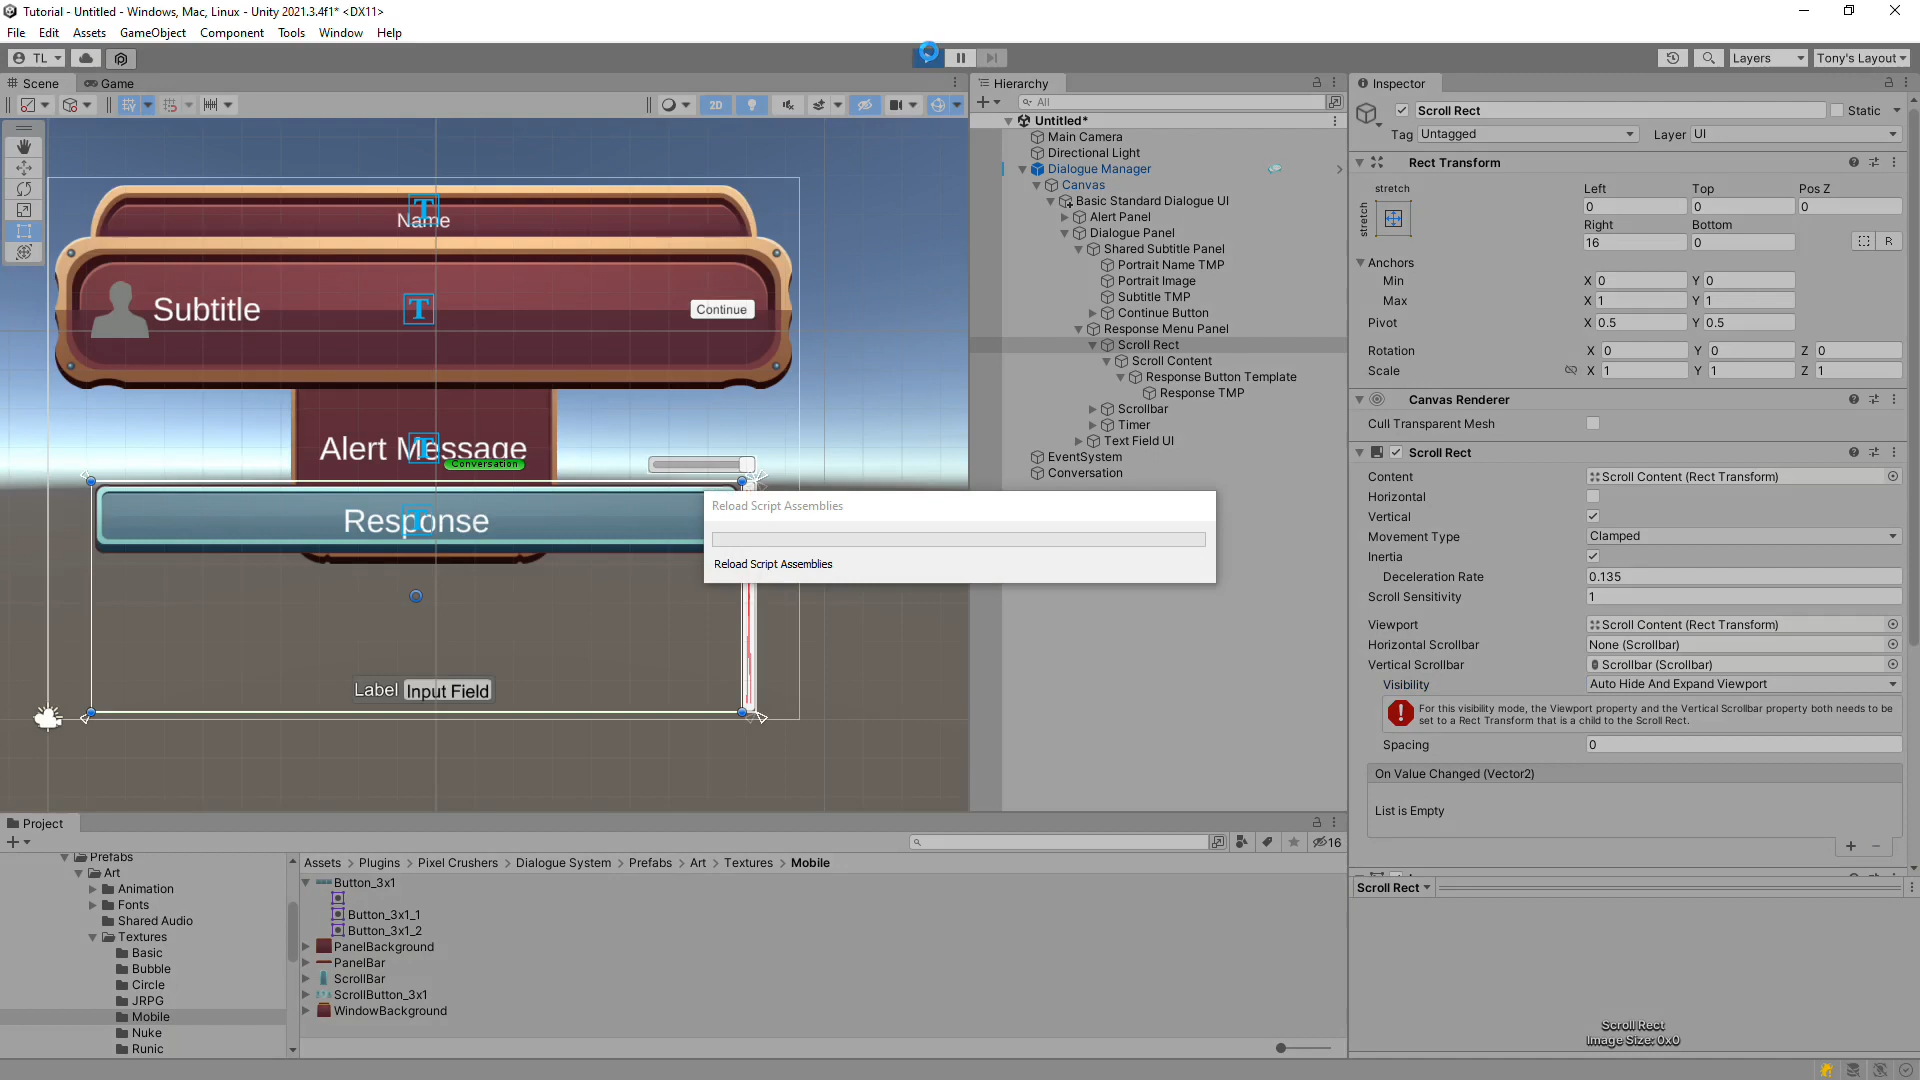 Tutorial - Untitled - Windows, Mac, Linux - Unity 2021.3.4f1* <DX11>
File Edit Assets GameObject Component Tools Window Help
TL
Layers
Tony's Layout
Scene
Game
2D
Name
Subtitle
Continue
Alert Message
Conversation
Response
Label
Input Field
Reload Script Assemblies
Reload Script Assemblies
Hierarchy
All
Untitled*
Main Camera
Directional Light
Dialogue Manager
Canvas
Basic Standard Dialogue UI
Alert Panel
Dialogue Panel
Shared Subtitle Panel
Portrait Name TMP
Portrait Image
Subtitle TMP
Continue Button
Response Menu Panel
Scroll Rect
Scroll Content
Response Button Template
Response TMP
Scrollbar
Timer
Text Field UI
EventSystem
Conversation
Inspector
Scroll Rect
Static
Tag Untagged Layer UI
Rect Transform
stretch
stretch
Left Top Pos Z
0 0 0
Right Bottom
16 0
R
Anchors
Min X 0 Y 0
Max X 1 Y 1
Pivot X 0.5 Y 0.5
Rotation X 0 Y 0 Z 0
Scale X 1 Y 1 Z 1
Canvas Renderer
Cull Transparent Mesh
Scroll Rect
Content Scroll Content (Rect Transform)
Horizontal
Vertical
Movement Type Clamped
Inertia
Deceleration Rate 0.135
Scroll Sensitivity 1
Viewport Scroll Content (Rect Transform)
Horizontal Scrollbar None (Scrollbar)
Vertical Scrollbar Scrollbar (Scrollbar)
Visibility Auto Hide And Expand Viewport
For this visibility mode, the Viewport property and the Vertical Scrollbar property both needs to be
set to a Rect Transform that is a child to the Scroll Rect.
Spacing 0
On Value Changed (Vector2)
List is Empty
Scroll Rect
Scroll Rect
Image Size: 0x0
Project
16
Prefabs
Art
Animation
Fonts
Shared Audio
Textures
Basic
Bubble
Circle
JRPG
Mobile
Nuke
Runic
Assets > Plugins > Pixel Crushers > Dialogue System > Prefabs > Art > Textures > Mobile
Button_3x1
Button_3x1_1
Button_3x1_2
PanelBackground
PanelBar
ScrollBar
ScrollButton_3x1
WindowBackground